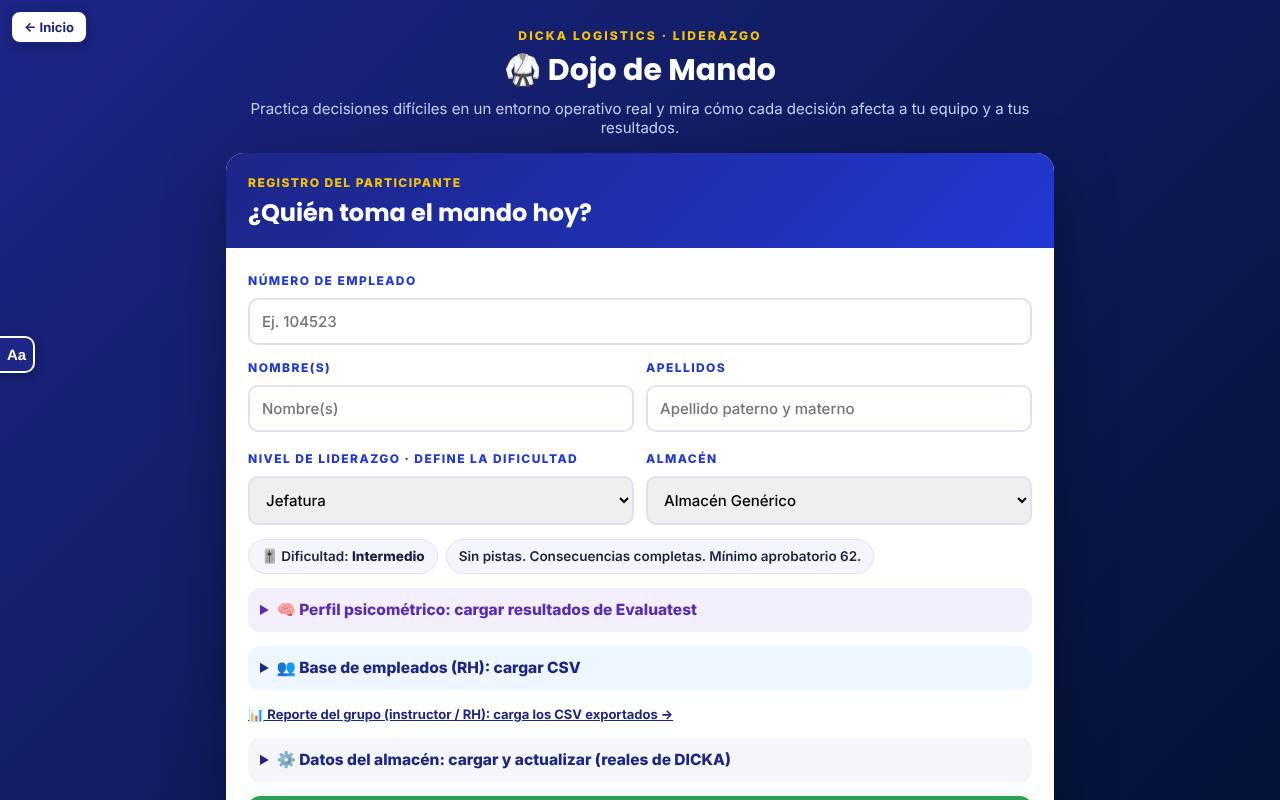 ← Inicio
DICKA LOGISTICS · LIDERAZGO
🥋 Dojo de Mando
Practica decisiones difíciles en un entorno operativo real y mira cómo cada decisión afecta a tu equipo y a tus
resultados.
REGISTRO DEL PARTICIPANTE
¿Quién toma el mando hoy?
NÚMERO DE EMPLEADO
Ej. 104523
Aa
NOMBRE(S) APELLIDOS
Nombre(s) Apellido paterno y materno
NIVEL DE LIDERAZGO · DEFINE LA DIFICULTAD ALMACÉN
Jefatura Almacén Genérico
🎚️ Dificultad: Intermedio Sin pistas. Consecuencias completas. Mínimo aprobatorio 62.
▶ 🧠 Perfil psicométrico: cargar resultados de Evaluatest
▶ 👥 Base de empleados (RH): cargar CSV
📊 Reporte del grupo (instructor / RH): carga los CSV exportados →
▶ ⚙️ Datos del almacén: cargar y actualizar (reales de DICKA)